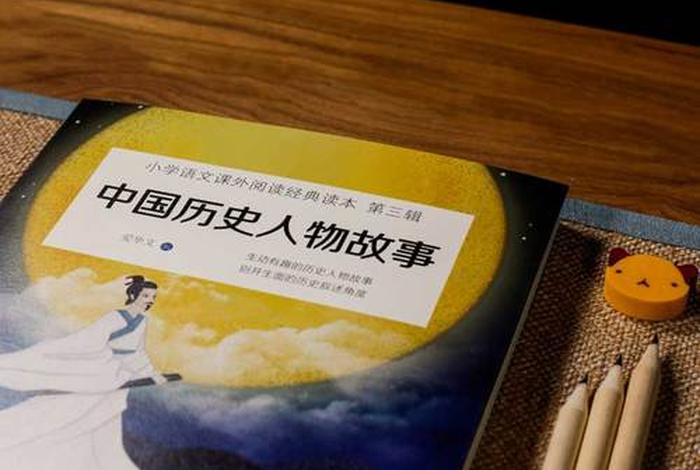 小学语文课外阅读经典读本 第三辑
中国历史人物故事
生动有趣的历史人物故事
别开生面的历史叙述角度